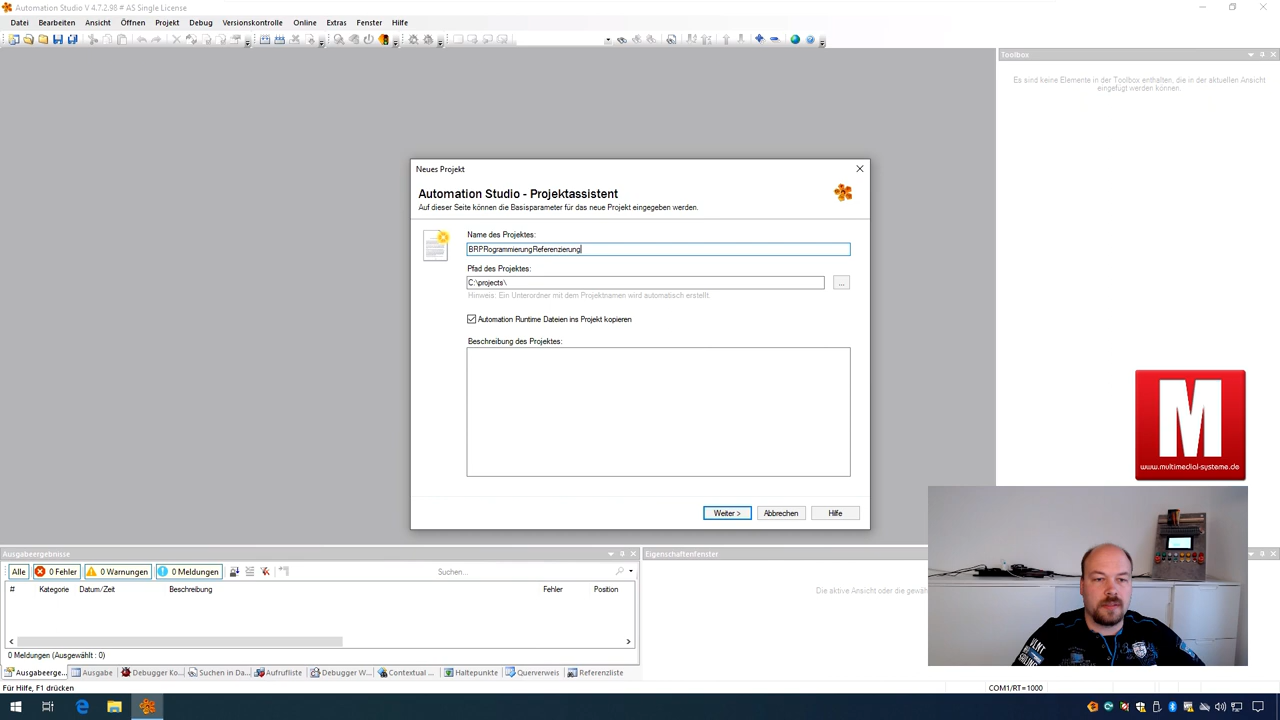 Automation Studio V 4.7.2.98 # AS Single License
Datei Bearbeiten Ansicht Öffnen Projekt Debug Versionskontrolle Online Extras Fenster Hilfe
Toolbox
Es sind keine Elemente in der Toolbox enthalten, die in der aktuellen Ansicht
eingefügt werden können.
Neues Projekt
Automation Studio - Projektassistent
Auf dieser Seite können die Basisparameter für das neue Projekt eingegeben werden.
Name des Projektes:
BRPRogrammierungReferenzierung
Pfad des Projektes:
C:\projects\
...
Hinweis: Ein Unterordner mit dem Projektnamen wird automatisch erstellt.
Automation Runtime Dateien ins Projekt kopieren
Beschreibung des Projektes:
M
www.multimedial-systeme.de
Weiter > Abbrechen Hilfe
Ausgabeergebnisse
Eigenschaftenfenster
Alle 0 Fehler 0 Warnungen 0 Meldungen Suchen...
# Kategorie Datum/Zeit Beschreibung Fehler Position
Die aktive Ansicht oder die gewäh
0 Meldungen (Ausgewählt : 0)
Ausgabeerge... Ausgabe Debugger Ko... Suchen in Da... Aufrufliste Debugger W... Contextual ... Haltepunkte Querverweis Referenzliste
Für Hilfe, F1 drücken
COM1/RT=1000